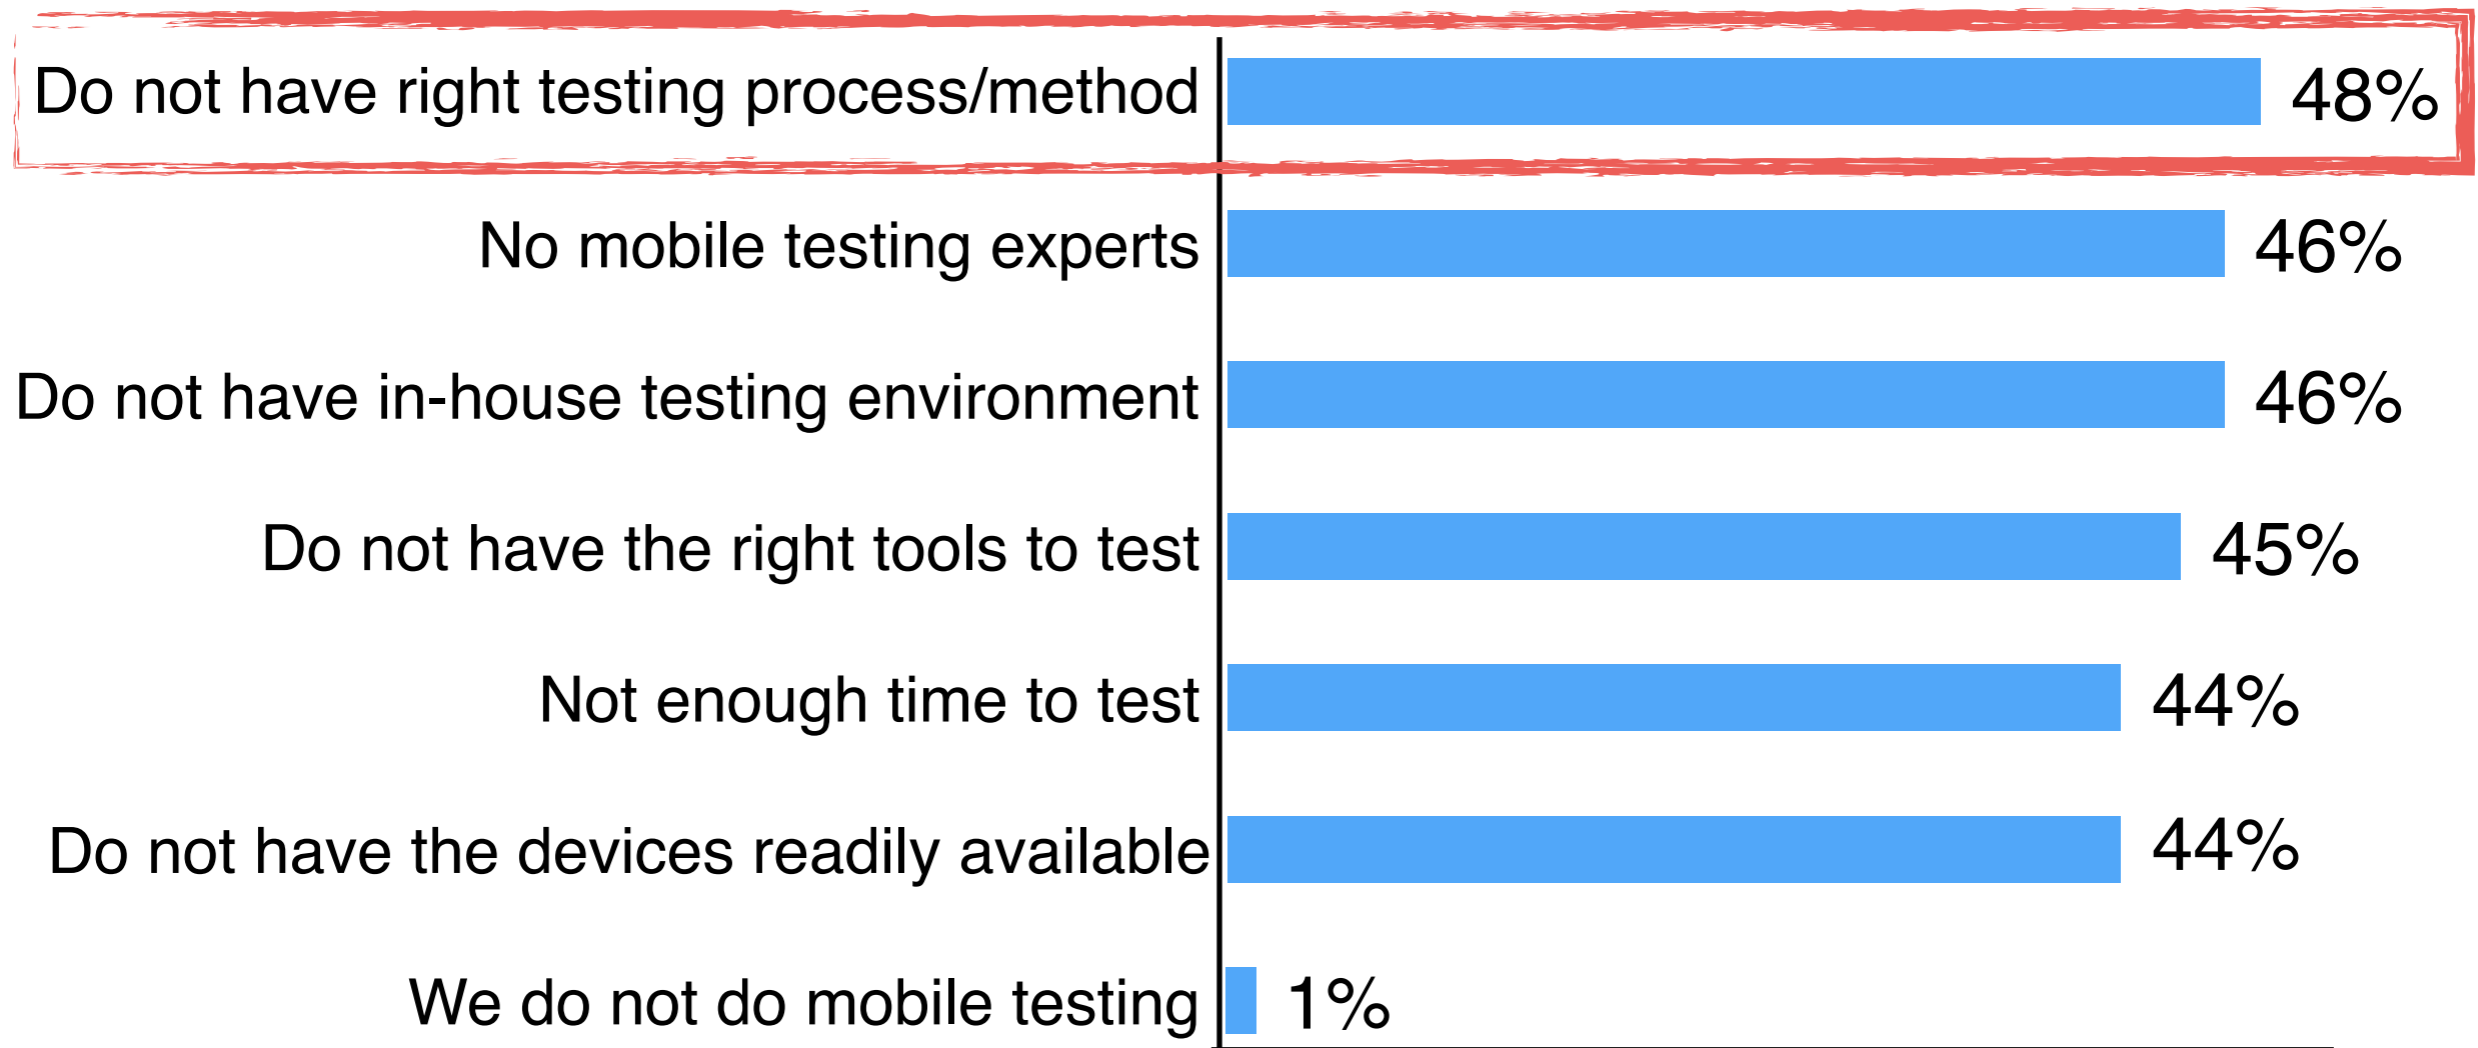 Do not have right testing process/method 48%
No mobile testing experts 46%
Do not have in-house testing environment 46%
Do not have the right tools to test 45%
Not enough time to test 44%
Do not have the devices readily available 44%
We do not do mobile testing 1%